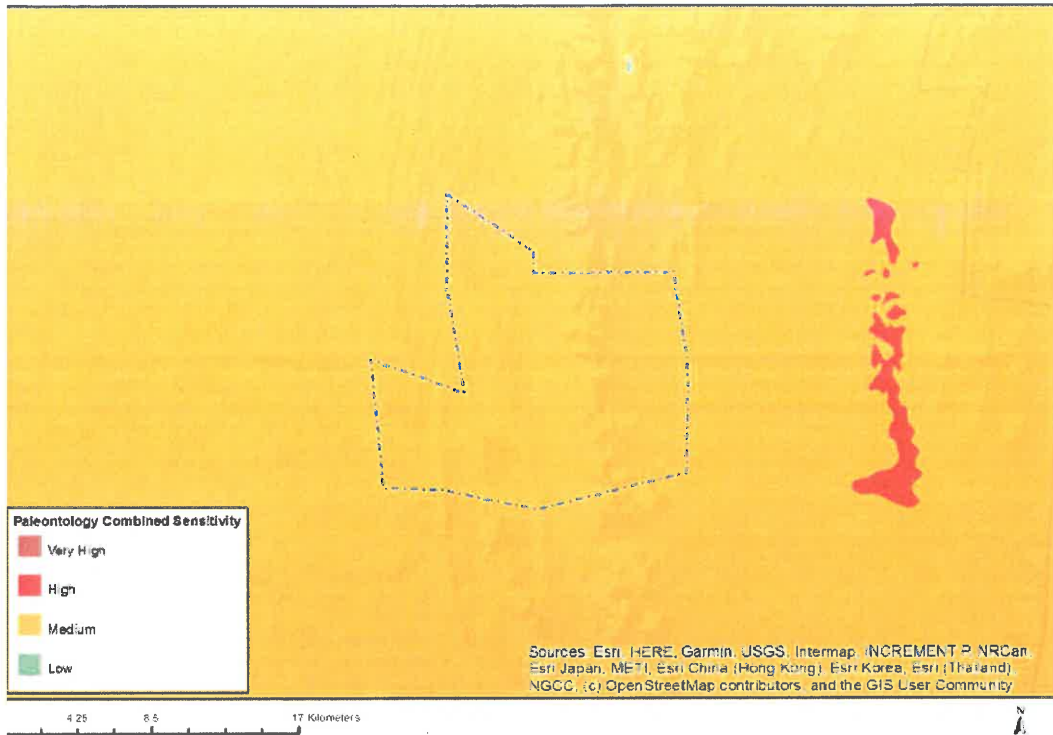 Paleontology Combined Sensitivity
Very High
High
Medium
Low
Sources: Esri, HERE, Garmin, USGS, Intermap, INCREMENT P, NRCan,
Esri Japan, METI, Esri China (Hong Kong), Esri Korea, Esri (Thailand),
NGCC, (c) OpenStreetMap contributors, and the GIS User Community
4.25 8.5 17 Kilometers
N